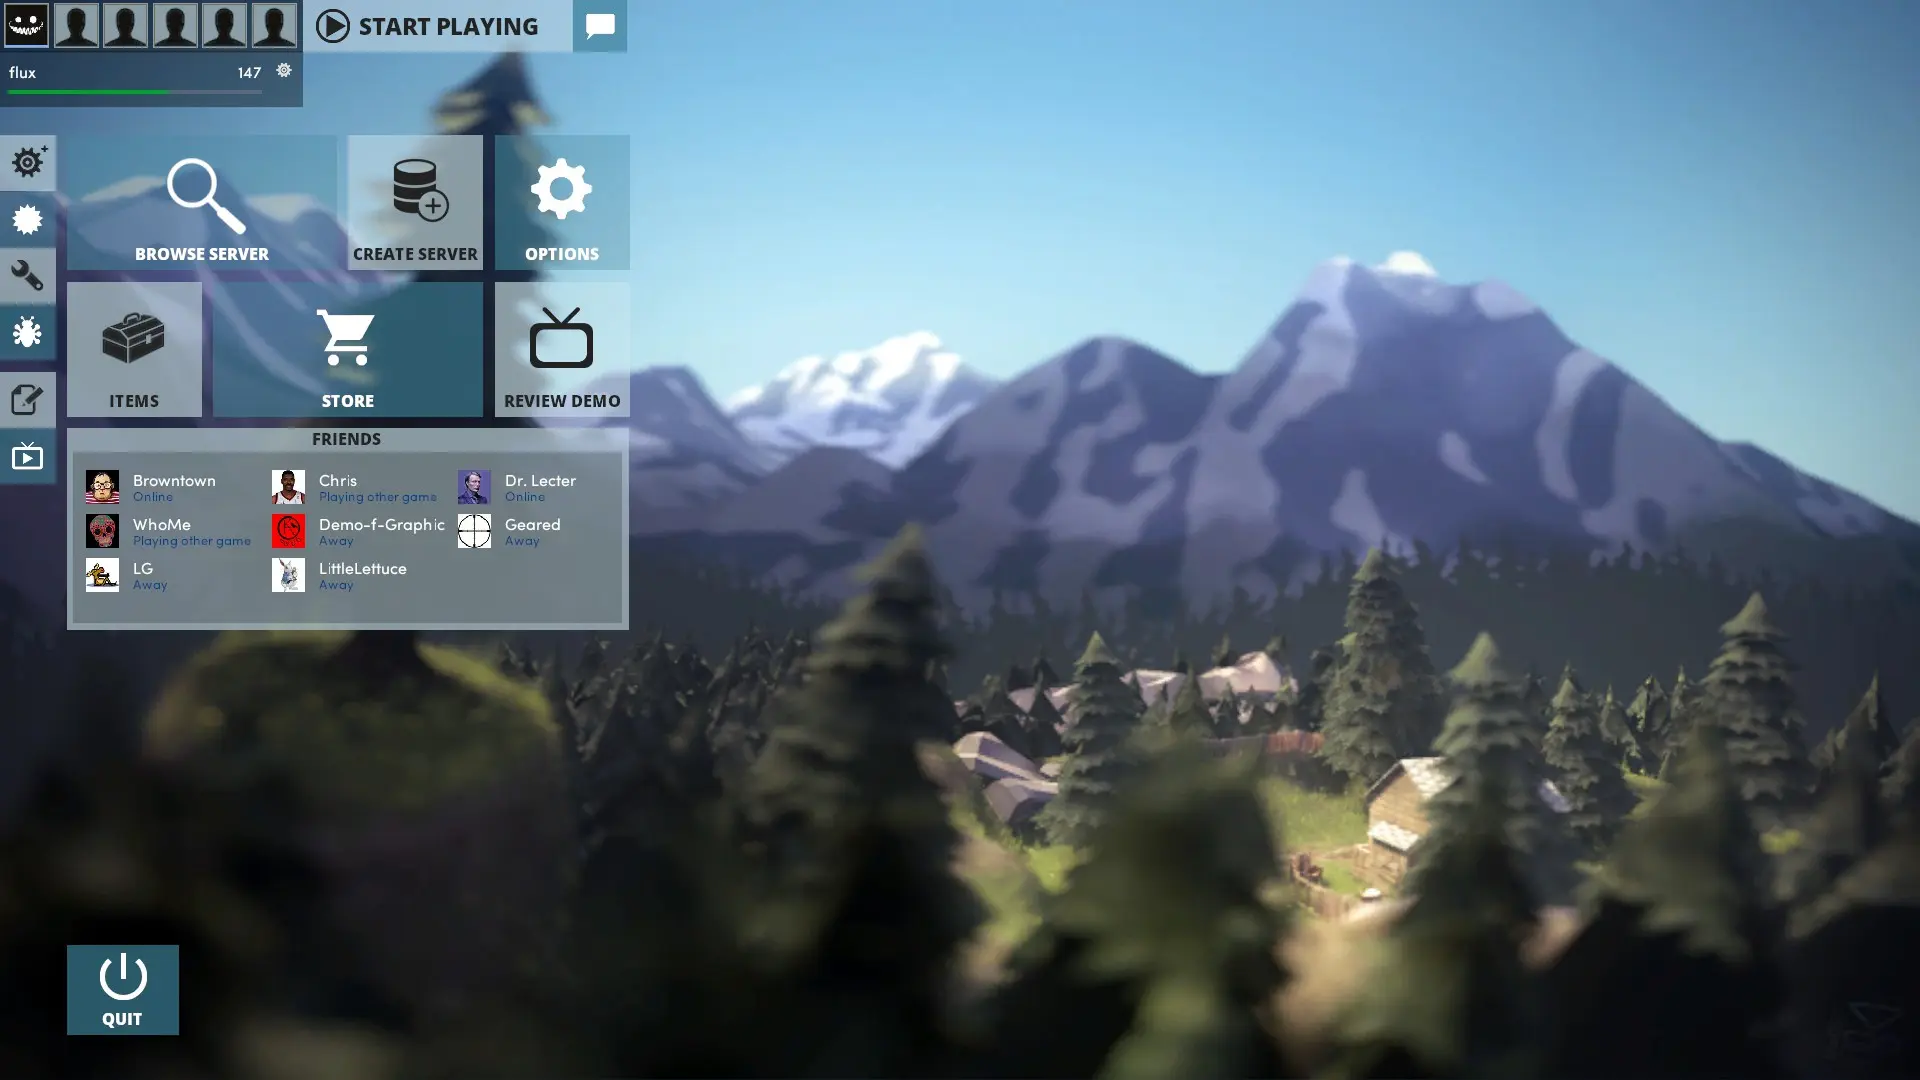 START PLAYING
flux 147
BROWSE SERVER
CREATE SERVER
OPTIONS
ITEMS
STORE
REVIEW DEMO
FRIENDS
Browntown
Online
Chris
Playing other game
Dr. Lecter
Online
WhoMe
Playing other game
Demo-f-Graphic
Away
Geared
Away
LG
Away
LittleLettuce
Away
QUIT